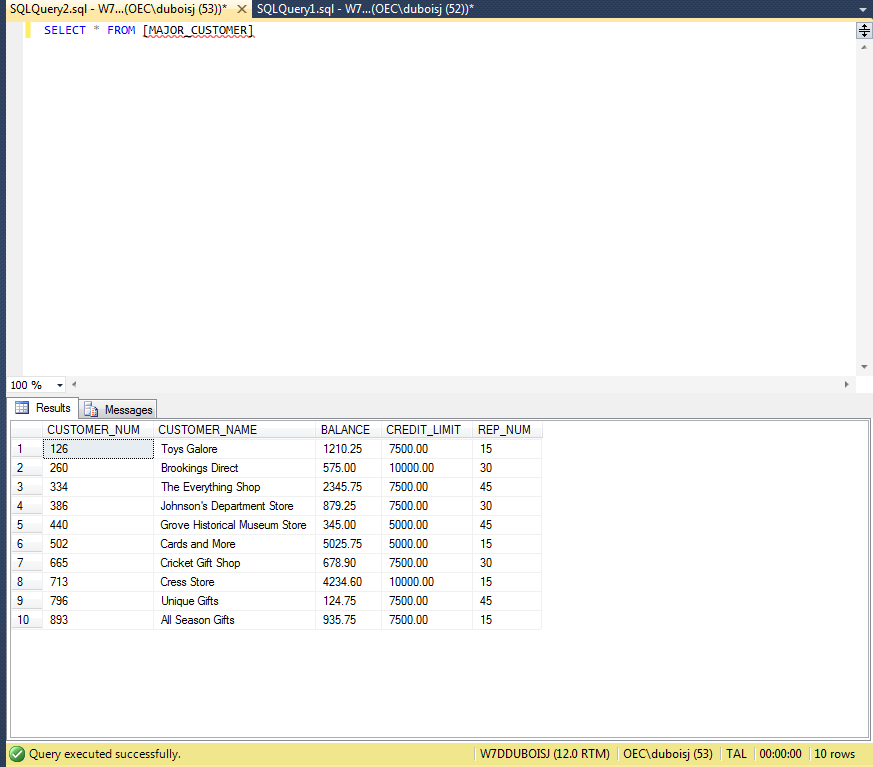 SQLQuery2.sql - W7...(OEC\duboisj (53))* SQLQuery1.sql - W7...(OEC\duboisj (52))*
SELECT * FROM [MAJOR_CUSTOMER]
100 %
Results Messages
CUSTOMER_NUM CUSTOMER_NAME BALANCE CREDIT_LIMIT REP_NUM
1 126 Toys Galore 1210.25 7500.00 15
2 260 Brookings Direct 575.00 10000.00 30
3 334 The Everything Shop 2345.75 7500.00 45
4 386 Johnson's Department Store 879.25 7500.00 30
5 440 Grove Historical Museum Store 345.00 5000.00 45
6 502 Cards and More 5025.75 5000.00 15
7 665 Cricket Gift Shop 678.90 7500.00 30
8 713 Cress Store 4234.60 10000.00 15
9 796 Unique Gifts 124.75 7500.00 45
10 893 All Season Gifts 935.75 7500.00 15
Query executed successfully. W7DDUBOISJ (12.0 RTM) OEC\duboisj (53) TAL 00:00:00 10 rows